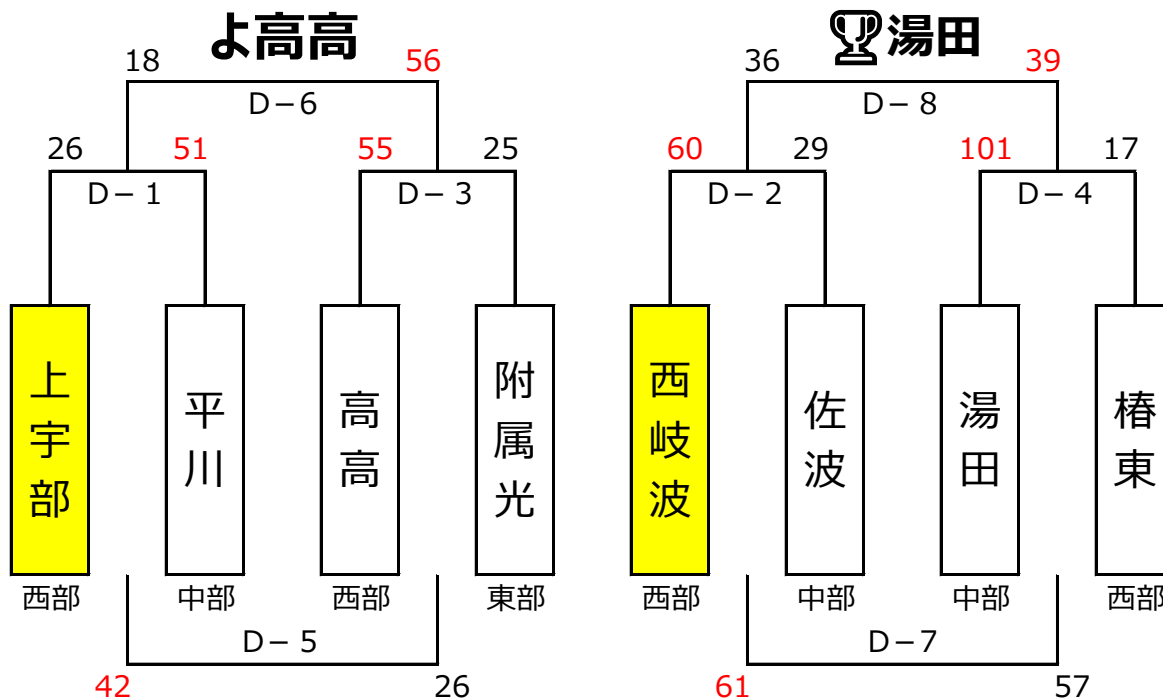 よ高高
🏆湯田
18 56 36 39
D−6 D−8
26 51 55 25 60 29 101 17
D−1 D−3 D−2 D−4
上宇部
平川
高高
附属光
西岐波
佐波
湯田
椿東
西部 中部 西部 東部 西部 中部 中部 西部
D−5 D−7
42 26 61 57